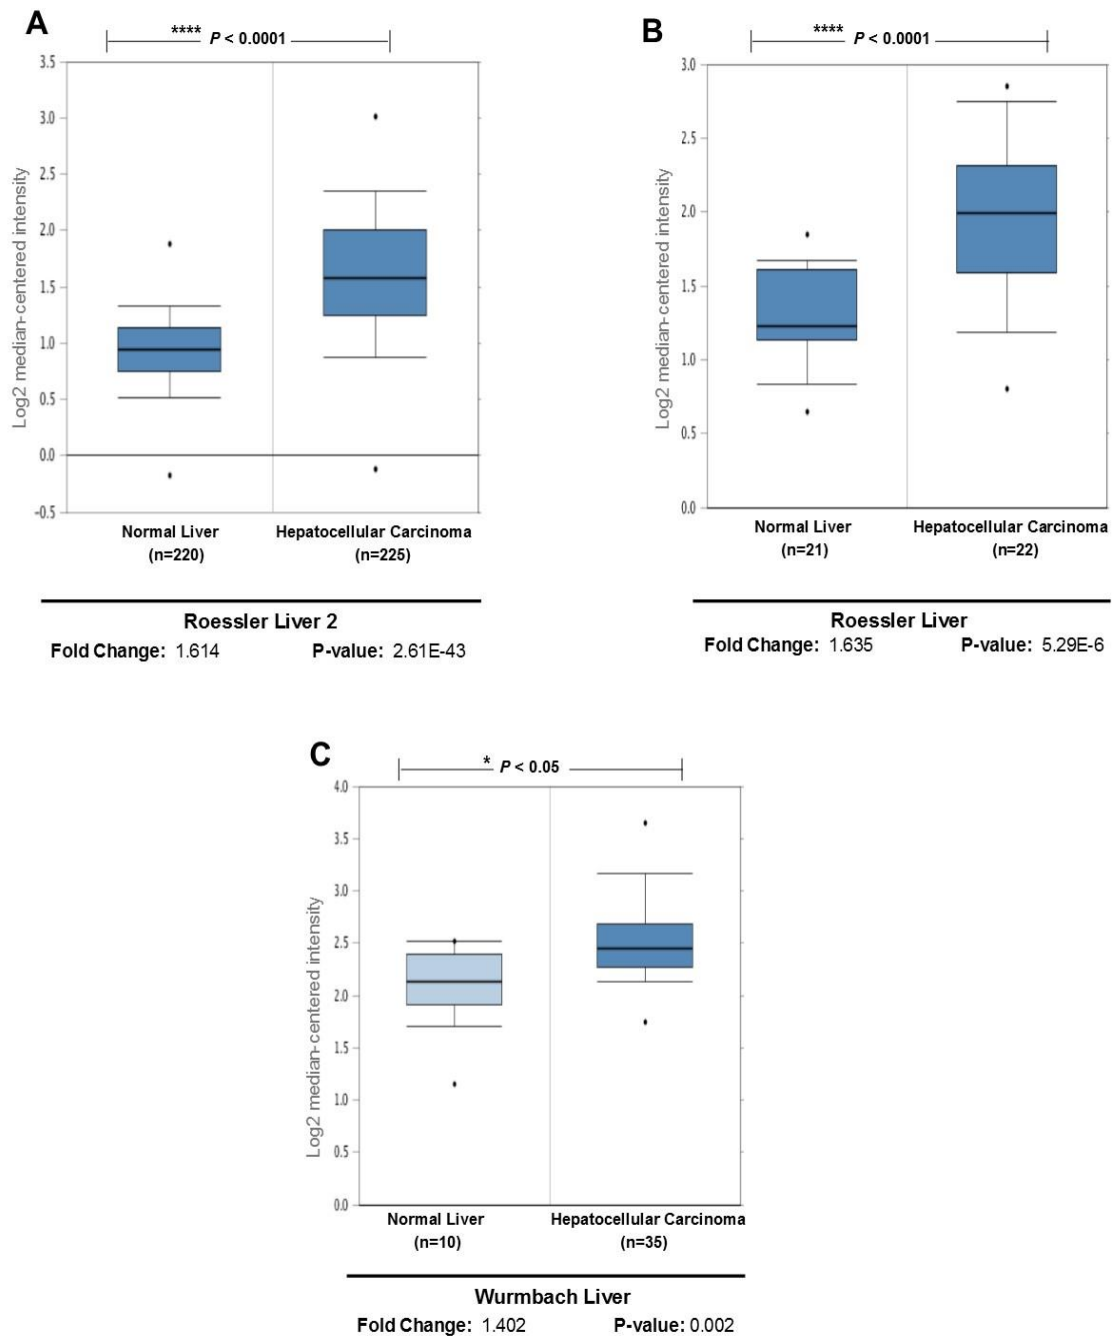 A
**** P < 0.0001
3.5
3.0
2.5
2.0
1.5
1.0
0.5
0.0
-0.5
Log2 median-centered intensity
Normal Liver
(n=220)
Hepatocellular Carcinoma
(n=225)
Roessler Liver 2
Fold Change: 1.614 P-value: 2.61E-43
B
**** P < 0.0001
3.0
2.5
2.0
1.5
1.0
0.5
0.0
Log2 median-centered intensity
Normal Liver
(n=21)
Hepatocellular Carcinoma
(n=22)
Roessler Liver
Fold Change: 1.635 P-value: 5.29E-6
C
* P < 0.05
4.0
3.5
3.0
2.5
2.0
1.5
1.0
0.5
0.0
Log2 median-centered intensity
Normal Liver
(n=10)
Hepatocellular Carcinoma
(n=35)
Wurmbach Liver
Fold Change: 1.402 P-value: 0.002